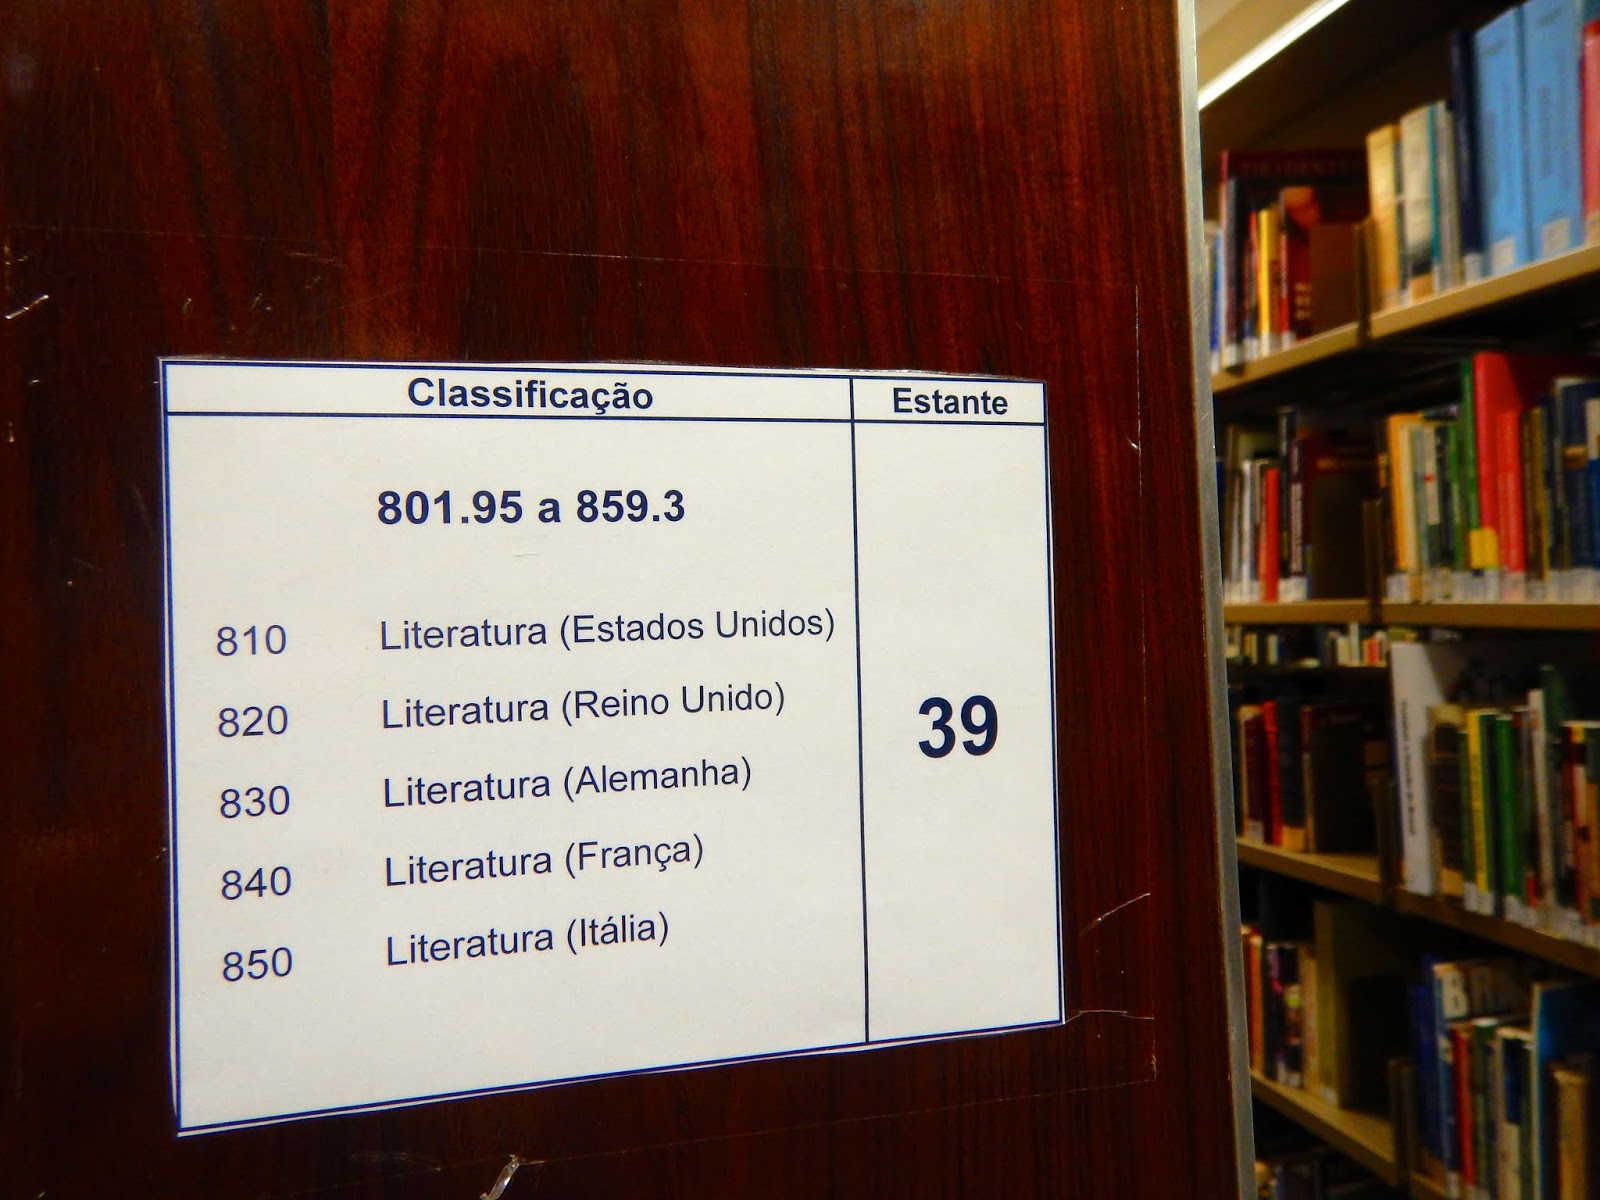 Classificação Estante
801.95 a 859.3
810 Literatura (Estados Unidos)
820 Literatura (Reino Unido)
39
830 Literatura (Alemanha)
840 Literatura (França)
850 Literatura (Itália)